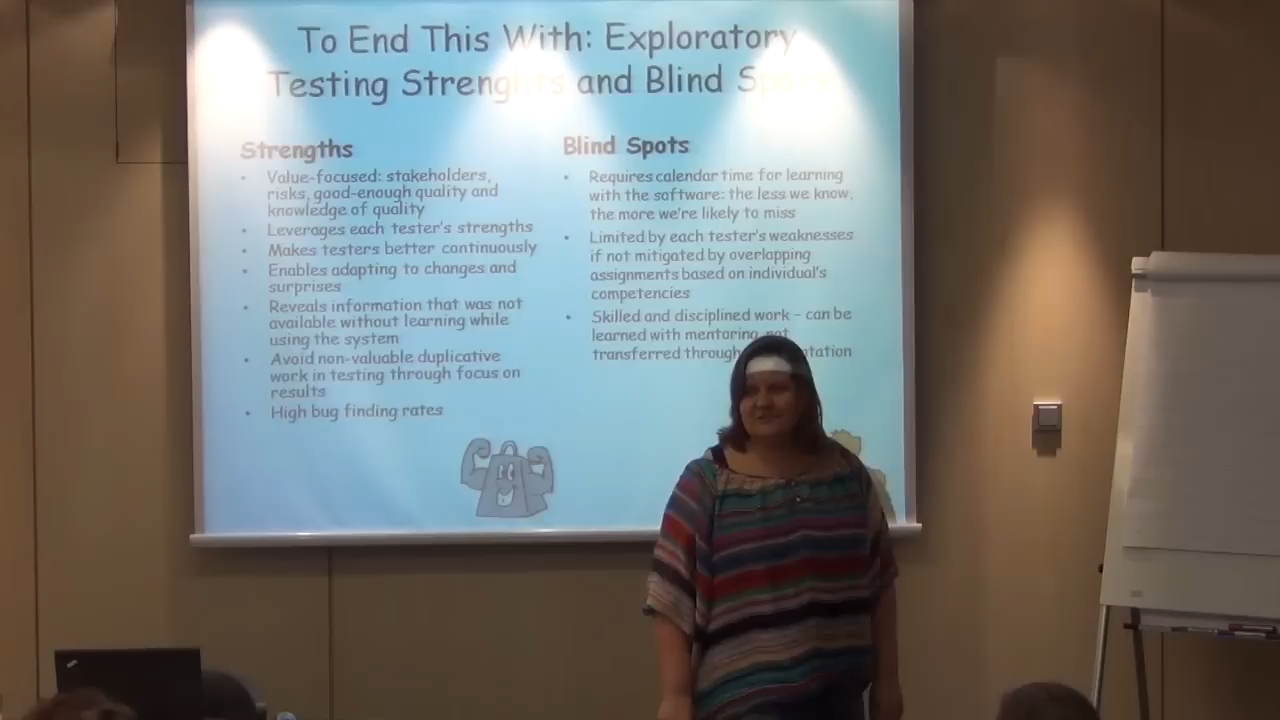 To End This With: Exploratory
Testing Strenghts and Blind Spots
Strengths
• Value-focused: stakeholders,
risks, good-enough quality and
knowledge of quality
• Leverages each tester's strengths
• Makes testers better continuously
• Enables adapting to changes and
surprises
• Reveals information that was not
available without learning while
using the system
• Avoid non-valuable duplicative
work in testing through focus on
results
• High bug finding rates
Blind Spots
• Requires calendar time for learning
with the software: the less we know,
the more we're likely to miss
• Limited by each tester's weaknesses
if not mitigated by overlapping
assignments based on individual's
competencies
• Skilled and disciplined work – can be
learned with mentoring, not
transferred through